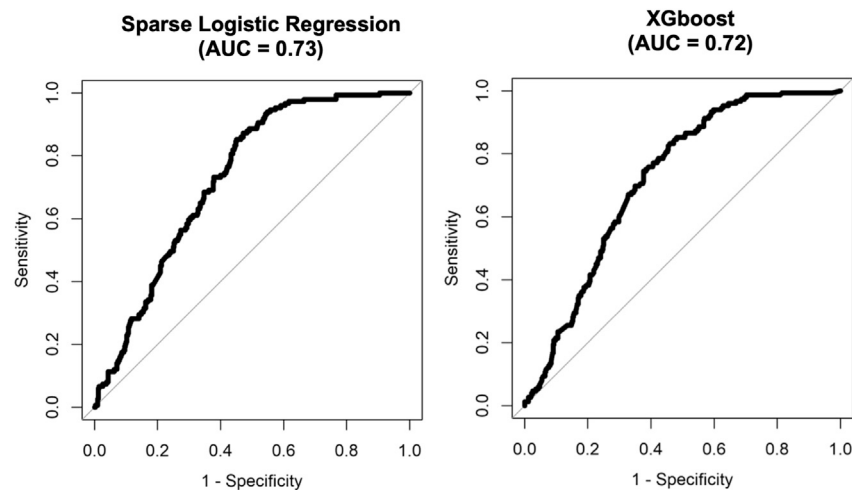 Sparse Logistic Regression
(AUC = 0.73)
Sensitivity
1.0
0.8
0.6
0.4
0.2
0.0
0.0 0.2 0.4 0.6 0.8 1.0
1 - Specificity
XGboost
(AUC = 0.72)
Sensitivity
1.0
0.8
0.6
0.4
0.2
0.0
0.0 0.2 0.4 0.6 0.8 1.0
1 - Specificity